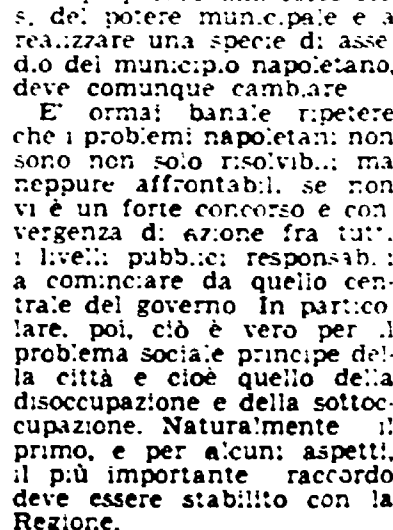 s. del potere municipale e a
realizzare una specie di asse
dio del municipio napoletano,
deve comunque cambiare
E' ormai banale ripetere
che i problemi napoletani non
sono non solo risolvibili ma
neppure affrontabili se non
vi è un forte concorso e con
vergenza di azione fra tutti
i livelli pubblici responsabili
a cominciare da quello cen-
trale del governo In partico
lare, poi, ciò è vero per il
problema sociale principe del-
la città e cioè quello della
disoccupazione e della sottoc-
cupazione. Naturalmente il
primo, e per alcuni aspetti,
il più importante raccordo
deve essere stabilito con la
Regione.